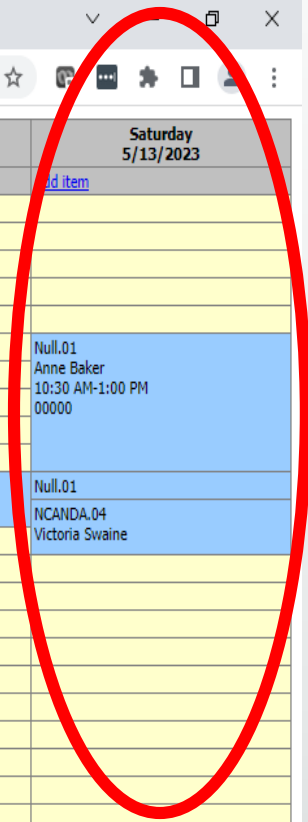 Saturday
5/13/2023
dd item
Null.01
Anne Baker
10:30 AM-1:00 PM
00000
Null.01
NCANDA.04
Victoria Swaine